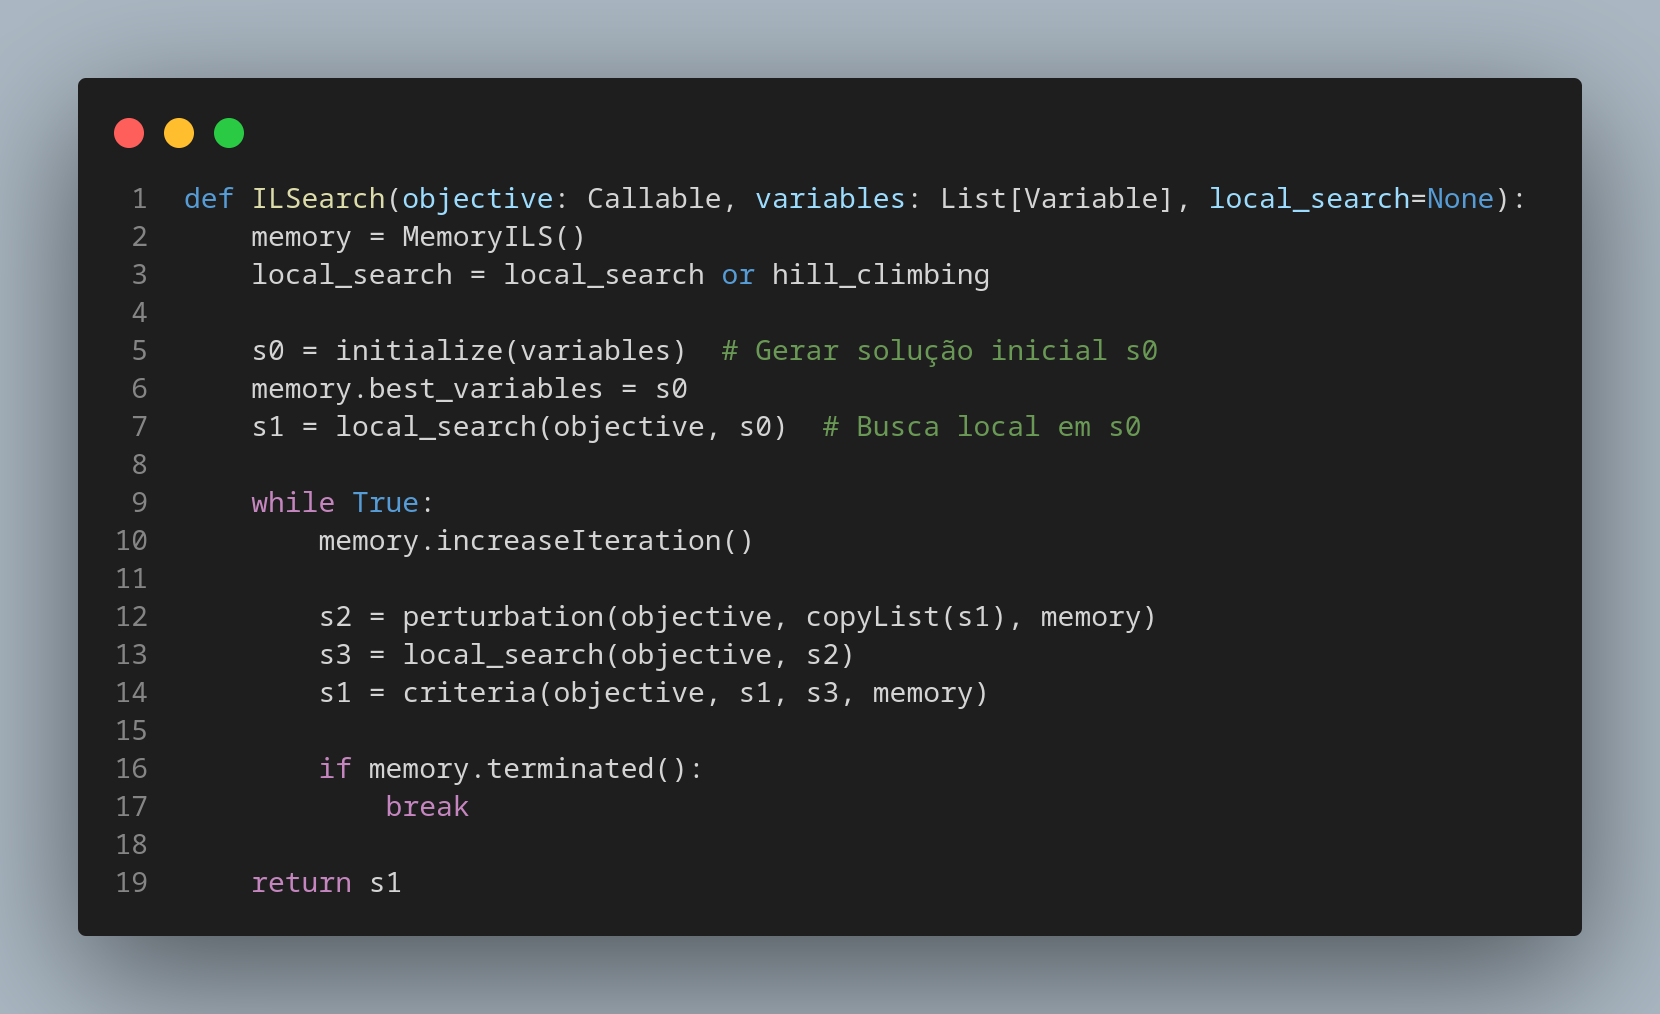 1 def ILSearch(objective: Callable, variables: List[Variable], local_search=None):
2     memory = MemoryILS()
3     local_search = local_search or hill_climbing
4
5     s0 = initialize(variables)  # Gerar solução inicial s0
6     memory.best_variables = s0
7     s1 = local_search(objective, s0)  # Busca local em s0
8
9     while True:
10         memory.increaseIteration()
11
12         s2 = perturbation(objective, copyList(s1), memory)
13         s3 = local_search(objective, s2)
14         s1 = criteria(objective, s1, s3, memory)
15
16         if memory.terminated():
17             break
18
19     return s1